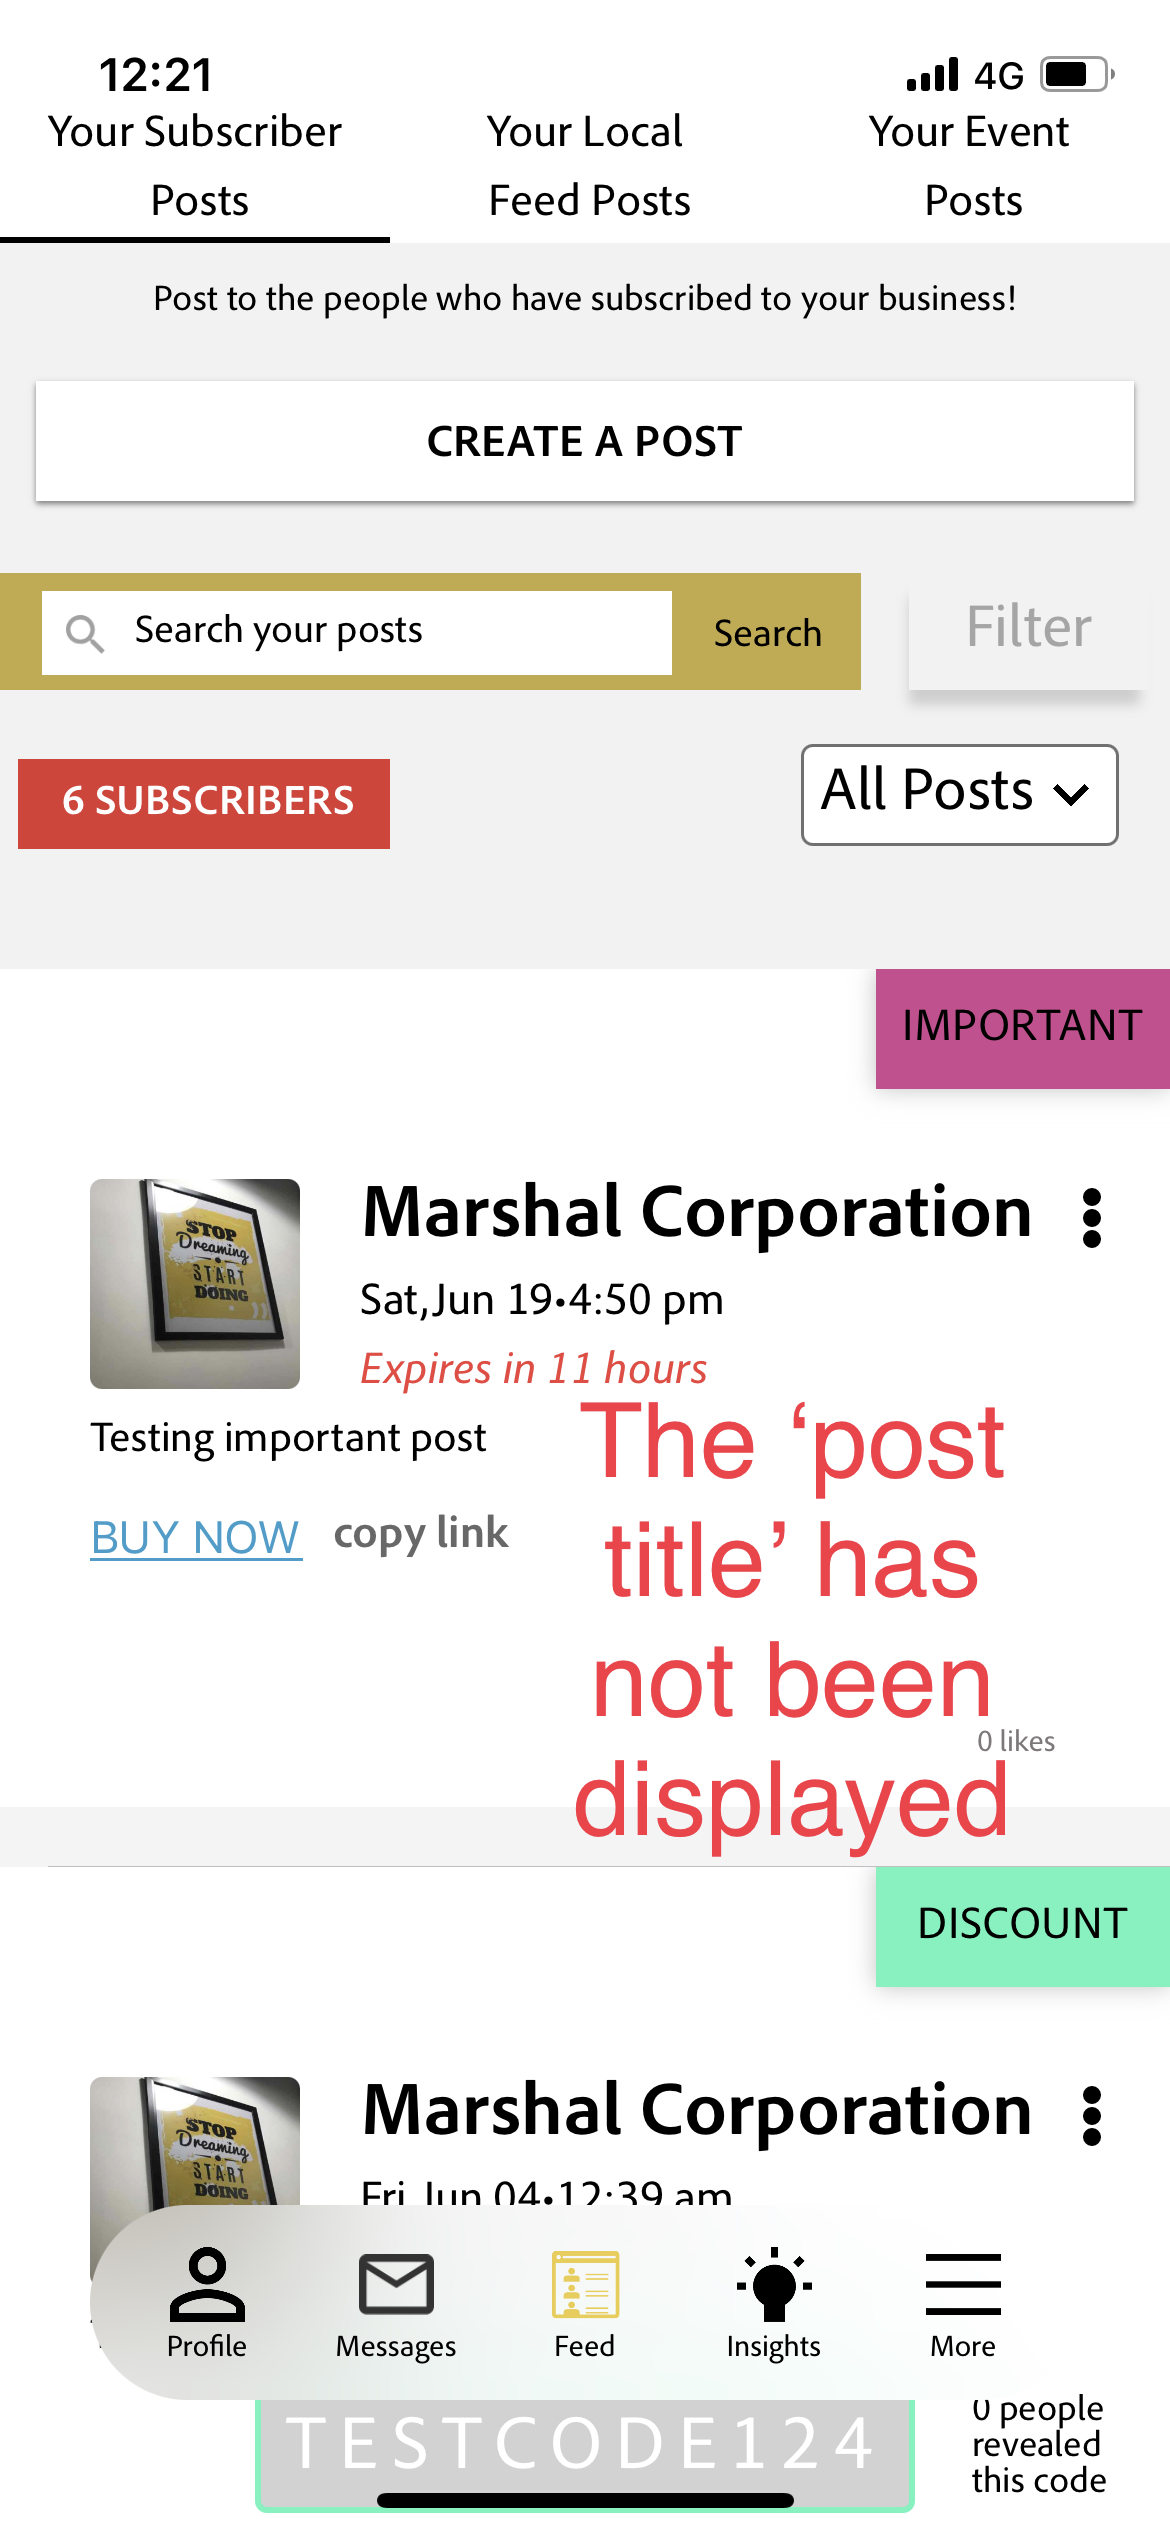 12:21
4G
Your Subscriber Posts
Your Local Feed Posts
Your Event Posts
Post to the people who have subscribed to your business!
CREATE A POST
Search your posts
Search
Filter
6 SUBSCRIBERS
All Posts
IMPORTANT
STOP
Dreaming
START
DOING
Marshal Corporation
Sat,Jun 19•4:50 pm
Expires in 11 hours
Testing important post
BUY NOW
copy link
The ‘post
title’ has
not been
displayed
0 likes
DISCOUNT
STOP
Dreaming
START
DOING
Marshal Corporation
Fri,Jun 04•12:39 am
Profile
Messages
Feed
Insights
More
TESTCODE124
0 people
revealed
this code